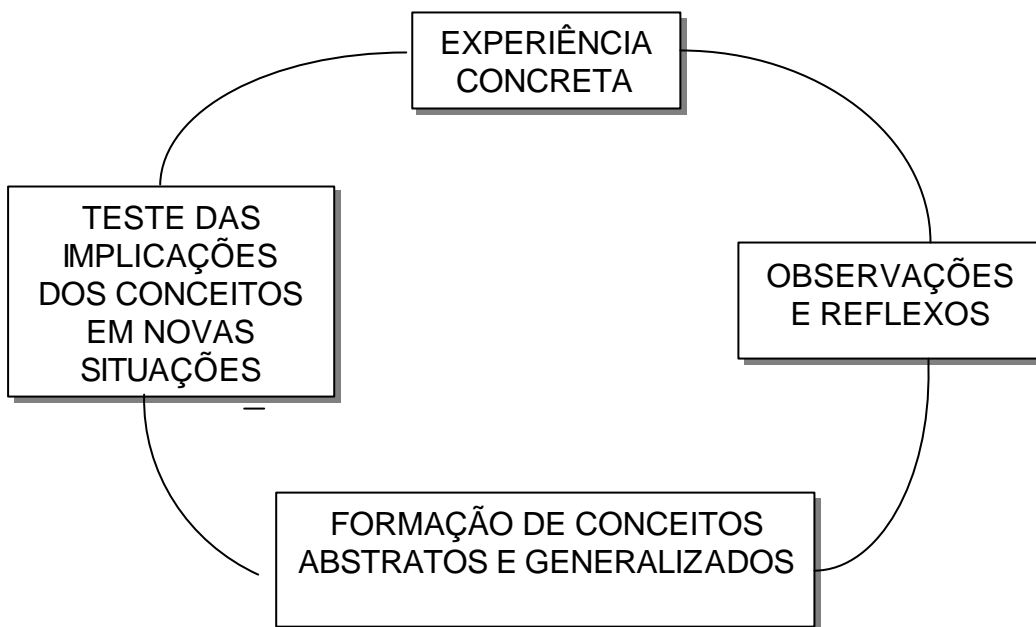 EXPERIÊNCIA
CONCRETA
TESTE DAS
IMPLICAÇÕES
DOS CONCEITOS
EM NOVAS
SITUAÇÕES
OBSERVAÇÕES
E REFLEXOS
FORMAÇÃO DE CONCEITOS
ABSTRATOS E GENERALIZADOS